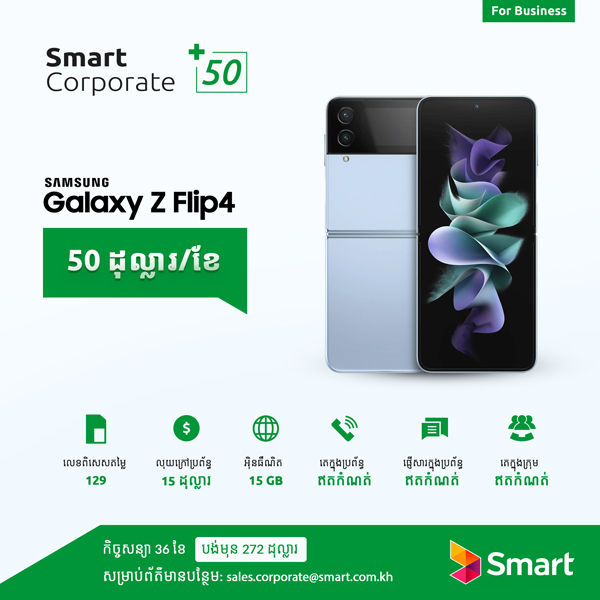 For Business
Smart
Corporate
+50
SAMSUNG
Galaxy Z Flip4
50 ដុល្លារ/ខែ
លេខពិសេសតម្លៃ
129
លុយក្រៅប្រព័ន្ធ
15 ដុល្លារ
អ៊ិនធឺណិត
15 GB
តេក្នុងប្រព័ន្ធ
ឥតកំណត់
ផ្ញើសារក្នុងប្រព័ន្ធ
ឥតកំណត់
តេក្នុងក្រុម
ឥតកំណត់
កិច្ចសន្យា 36 ខែ បង់មុន 272 ដុល្លារ
សម្រាប់ព័ត៌មានបន្ថែម: sales.corporate@smart.com.kh
Smart